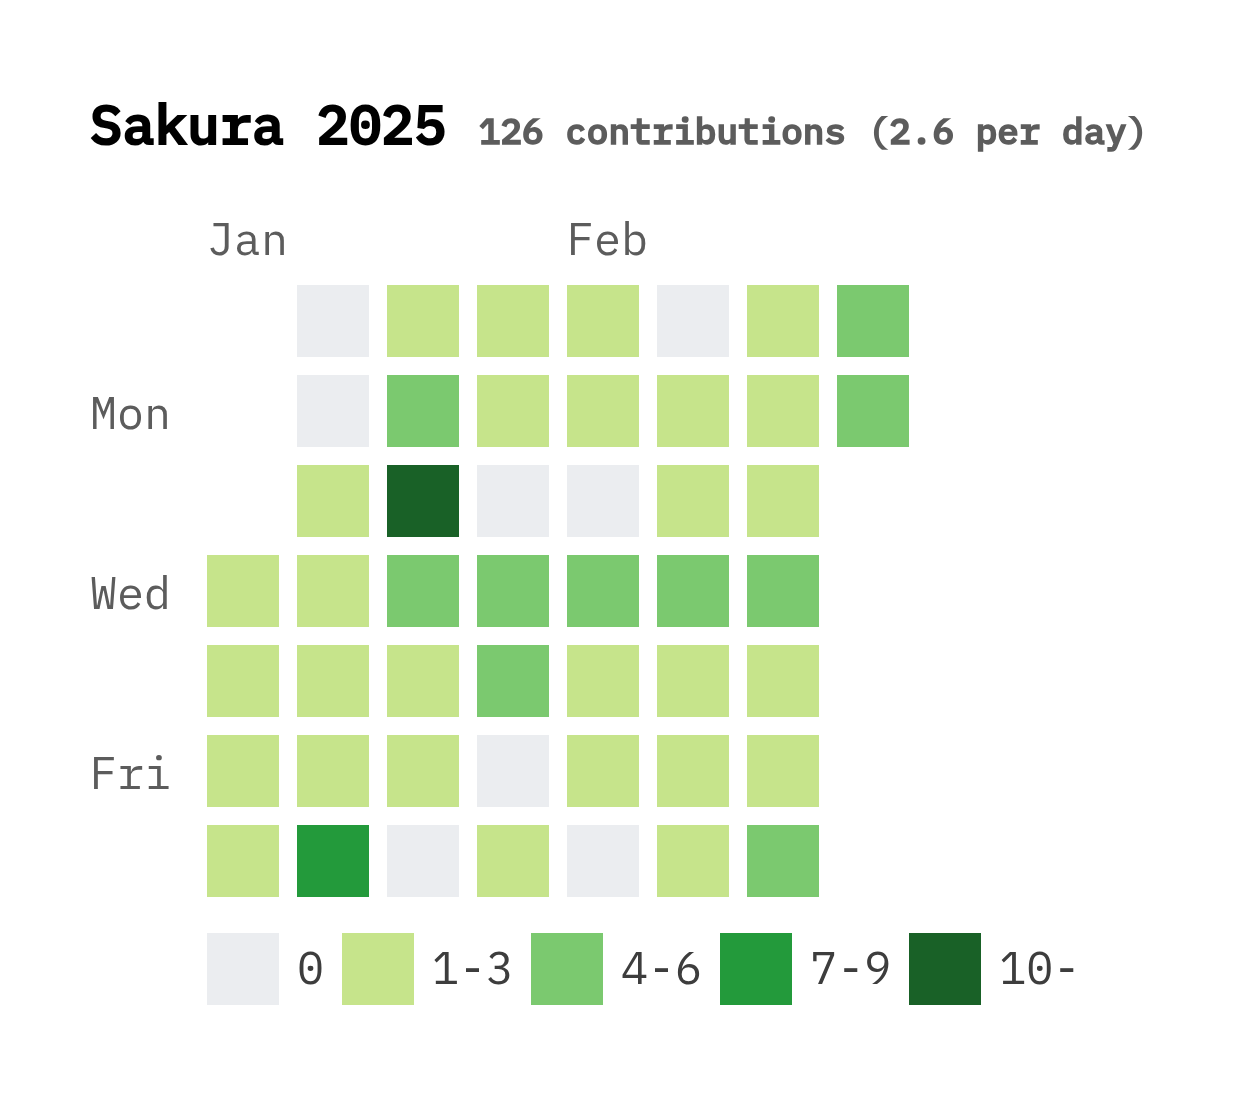 Sakura 2025 126 contributions (2.6 per day)
Jan Feb
Mon
Wed
Fri
0 1-3 4-6 7-9 10-